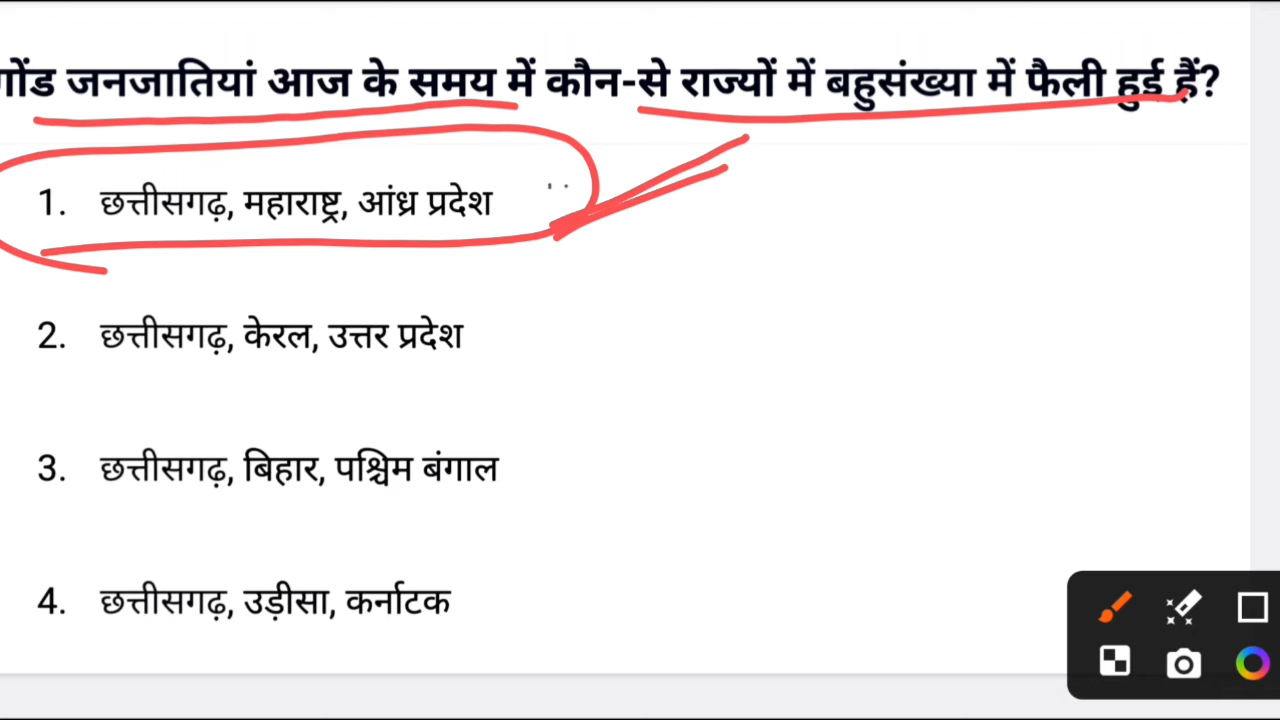 गोंड जनजातियां आज के समय में कौन-से राज्यों में बहुसंख्या में फैली हुई हैं?
1. छत्तीसगढ़, महाराष्ट्र, आंध्र प्रदेश
2. छत्तीसगढ़, केरल, उत्तर प्रदेश
3. छत्तीसगढ़, बिहार, पश्चिम बंगाल
4. छत्तीसगढ़, उड़ीसा, कर्नाटक